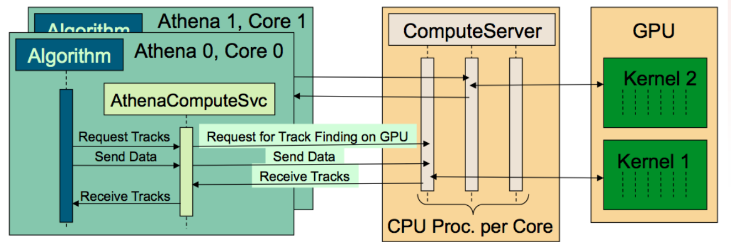 Athena 1, Core 1
Algorithm
Athena 0, Core 0
Algorithm
AthenaComputeSvc
Request Tracks
Send Data
Receive Tracks
Request for Track Finding on GPU
Send Data
Receive Tracks
ComputeServer
CPU Proc. per Core
GPU
Kernel 2
Kernel 1